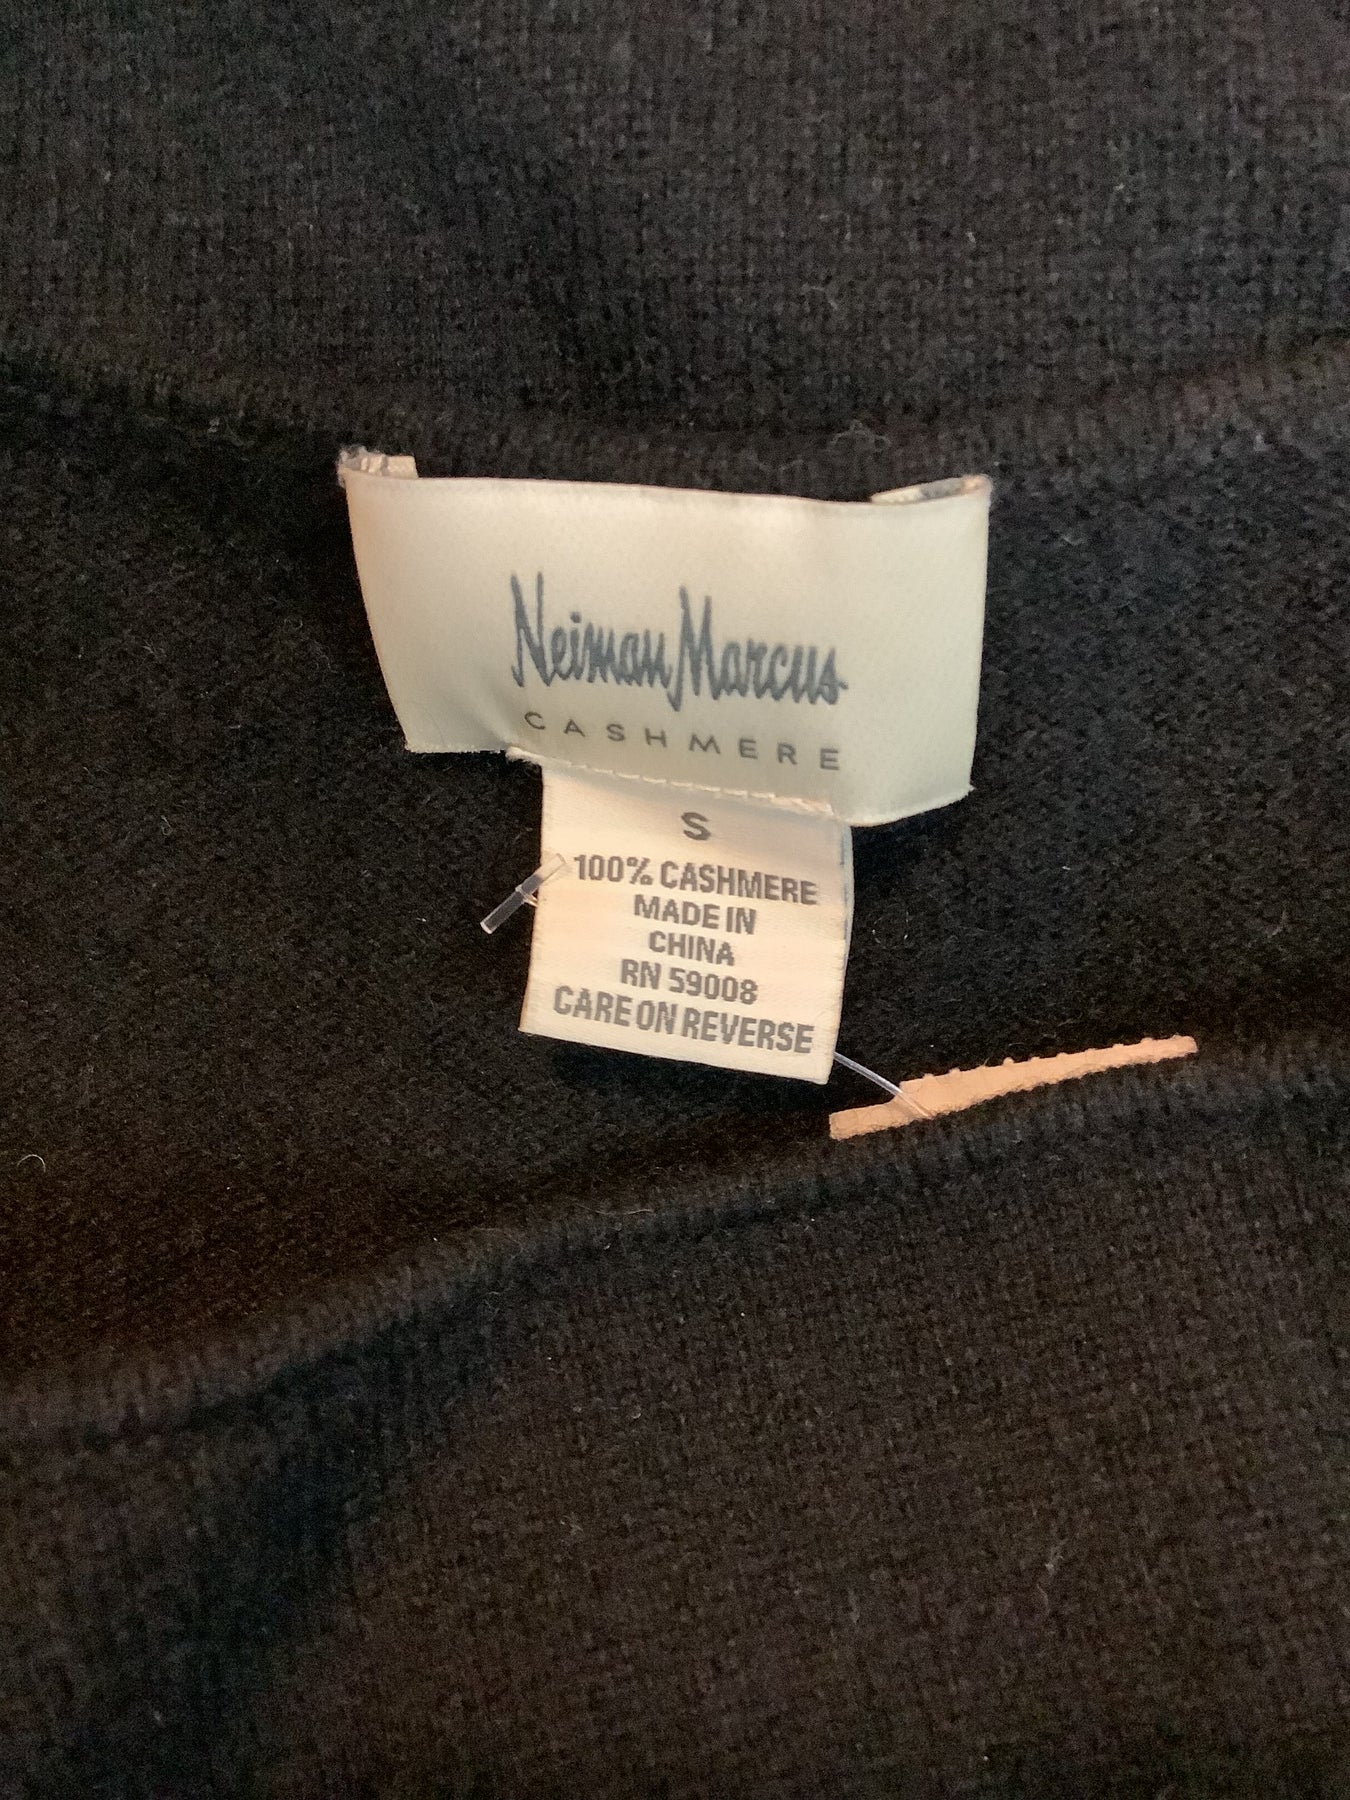 Neiman Marcus
CASHMERE
S
100% CASHMERE
MADE IN
CHINA
RN 59008
CARE ON REVERSE